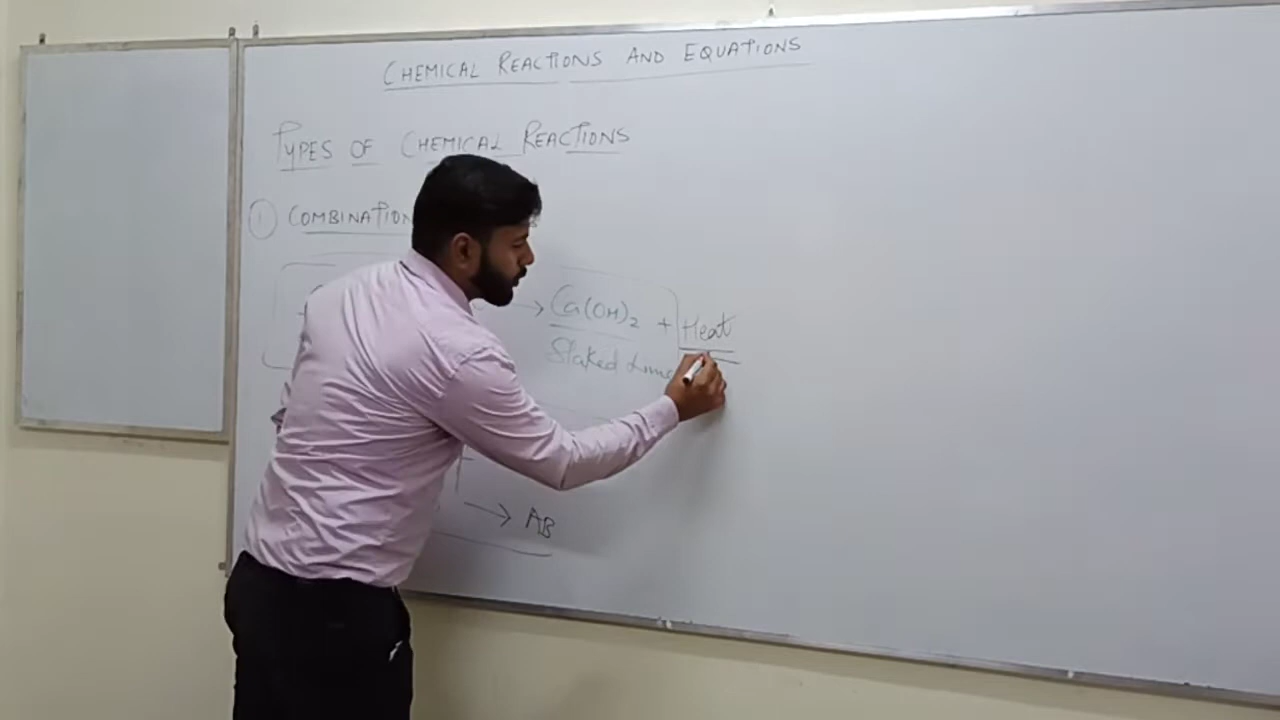 CHEMICAL REACTIONS AND EQUATIONS
TYPES OF CHEMICAL REACTIONS
① COMBINATION
→ Ca(OH)2 + Heat
Slaked Lime
→ AB